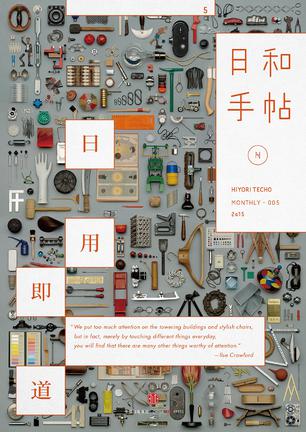 5
日和
手帖
N
HIYORI TECHO
MONTHLY - 005
2015
日
用
即
道
"We put too much attention on the towering buildings and stylish chairs,
but in fact, merely by touching different things everyday,
you will find that there are many other things worthy of attention."
—Ilse Crawford